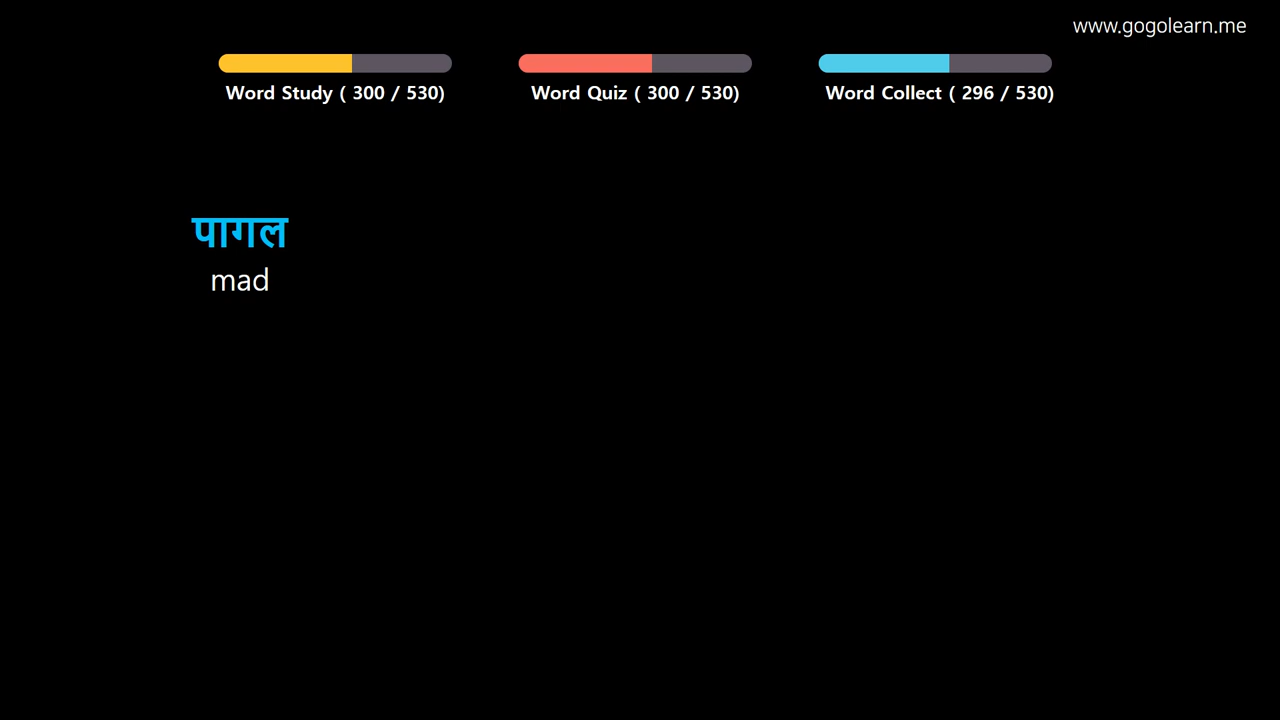 www.gogolearn.me
Word Study ( 300 / 530)
Word Quiz ( 300 / 530)
Word Collect ( 296 / 530)
पागल
mad